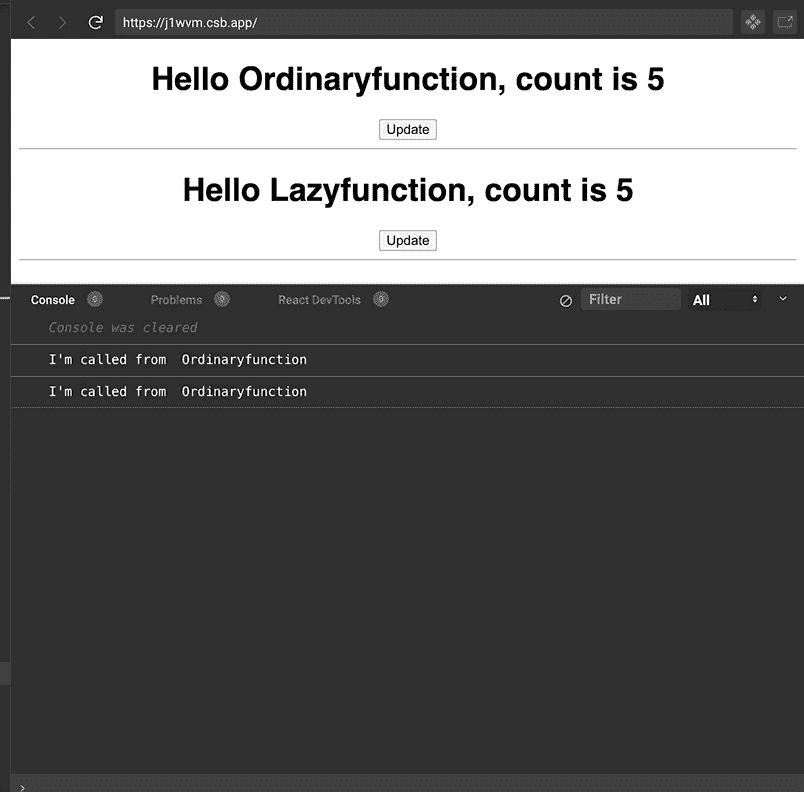 https://j1wvm.csb.app/
Hello Ordinaryfunction, count is 5
Update
Hello Lazyfunction, count is 5
Update
Console 0 Problems 0 React DevTools 0 Filter All
Console was cleared
I'm called from Ordinaryfunction
I'm called from Ordinaryfunction